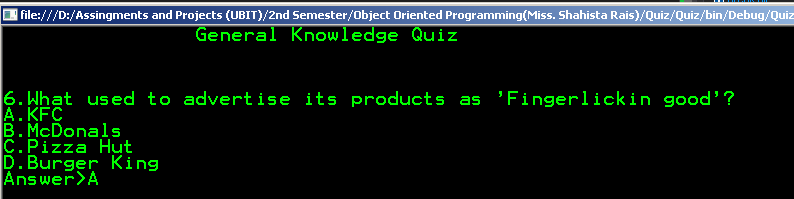 file:///D:/Assingments and Projects (UBIT)/2nd Semester/Object Oriented Programming(Miss. Shahista Rais)/Quiz/Quiz/bin/Debug/Quiz
General Knowledge Quiz
6.What used to advertise its products as 'Fingerlickin good'?
A.KFC
B.McDonals
C.Pizza Hut
D.Burger King
Answer>A